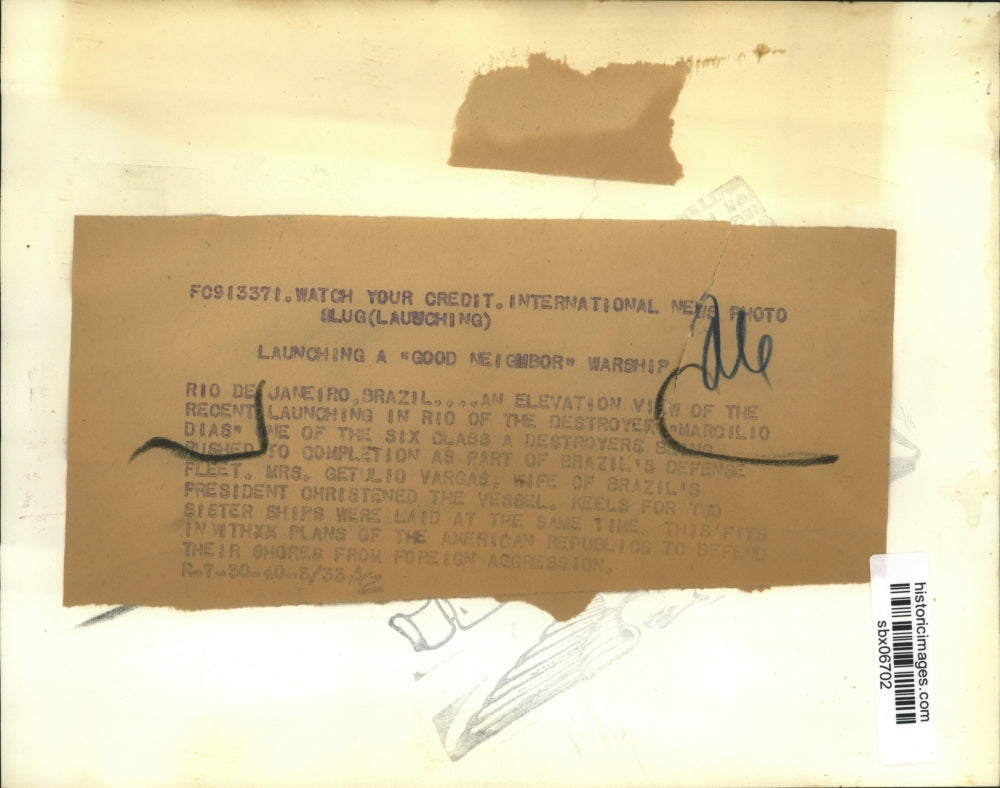 FC913371.WATCH YOUR CREDIT.INTERNATIONAL NEWS PHOTO
SLUG(LAUNCHING)
LAUNCHING A "GOOD NEIGHBOR" WARSHIP
RIO DE JANEIRO,BRAZIL....AN ELEVATION VIEW OF THE
RECENT LAUNCHING IN RIO OF THE DESTROYER "MARCILIO
DIAS" NE OF THE SIX CLASS A DESTROYERS BEING
RUSHED TO COMPLETION AS PART OF BRAZIL'S DEFENSE
FLEET. MRS. GETULIO VARGAS, WIFE OF BRAZIL'S
PRESIDENT CHRISTENED THE VESSEL. KEELS FOR TWO
SISTER SHIPS WERE LAID AT THE SAME TIME. THIS FITS
IN WITHXX PLANS OF THE AMERICAN REPUBLICS TO DEFEND
THEIR SHORES FROM FOREIGN AGGRESSION.
R-7-30-40-3/33
historicimages.com
sbx06702